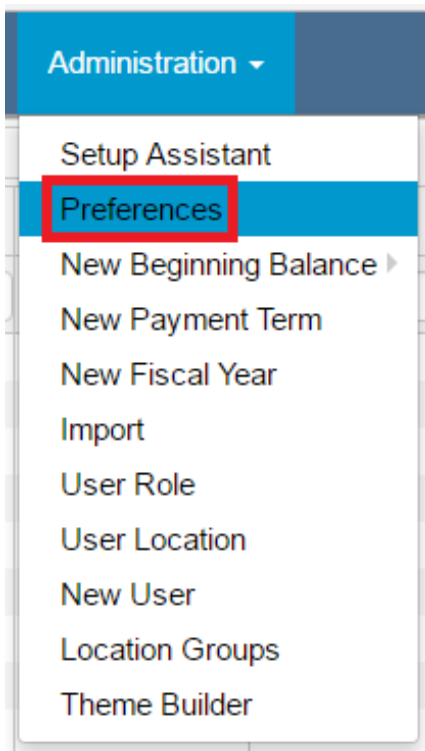 Administration
Setup Assistant
Preferences
New Beginning Balance
New Payment Term
New Fiscal Year
Import
User Role
User Location
New User
Location Groups
Theme Builder